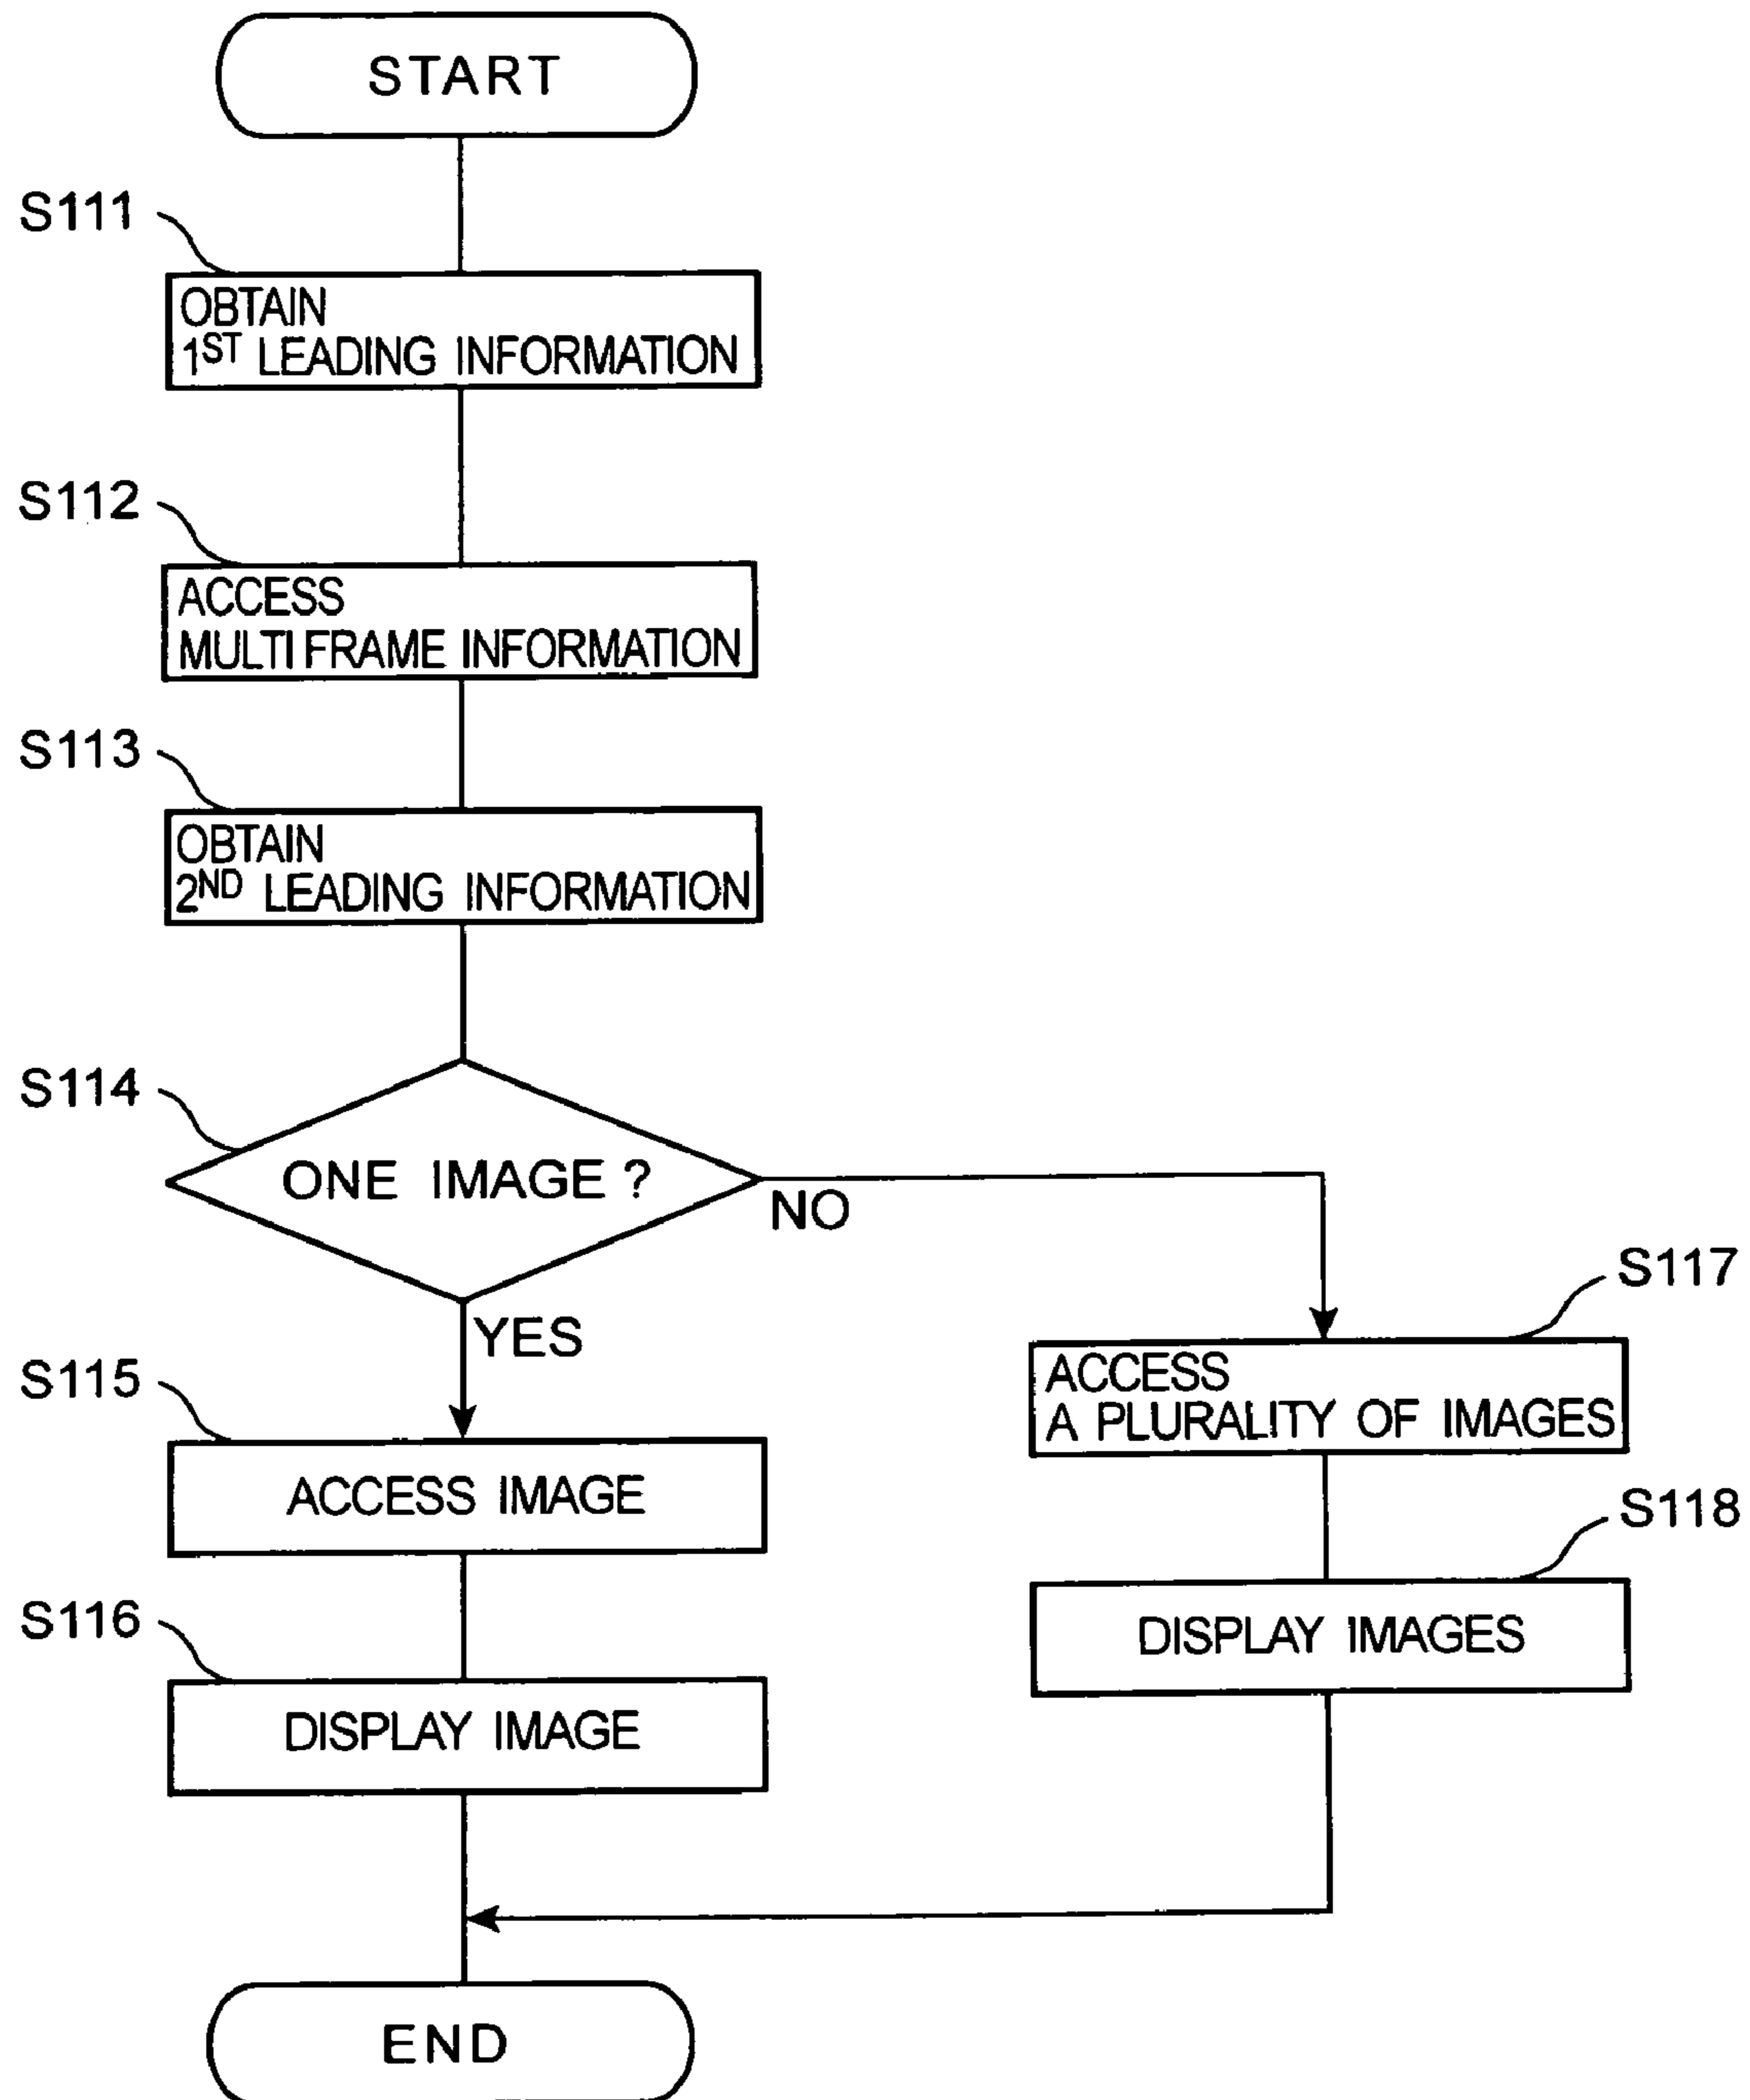 START
S111
OBTAIN
1ST LEADING INFORMATION
S112
ACCESS
MULTI FRAME INFORMATION
S113
OBTAIN
2ND LEADING INFORMATION
S114
ONE IMAGE ?
NO
YES
S115
ACCESS IMAGE
S116
DISPLAY IMAGE
S117
ACCESS
A PLURALITY OF IMAGES
S118
DISPLAY IMAGES
END